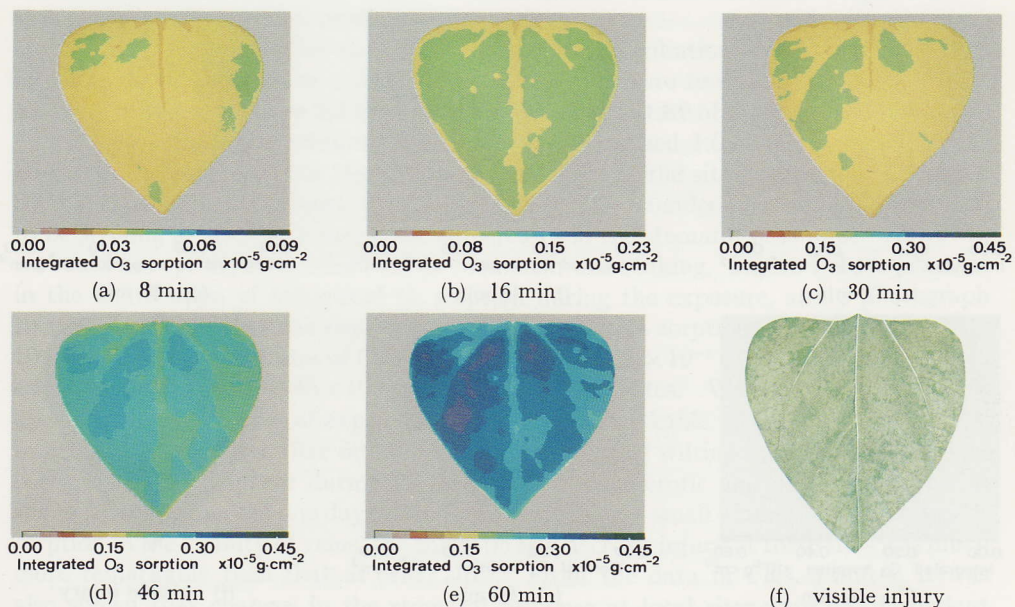 0.00 0.03 0.06 0.09
Integrated O₃ sorption x10⁻⁵g·cm⁻²
(a) 8 min
0.00 0.08 0.15 0.23
Integrated O₃ sorption x10⁻⁵g·cm⁻²
(b) 16 min
0.00 0.15 0.30 0.45
Integrated O₃ sorption x10⁻⁵g·cm⁻²
(c) 30 min
0.00 0.15 0.30 0.45
Integrated O₃ sorption x10⁻⁵g·cm⁻²
(d) 46 min
0.00 0.15 0.30 0.45
Integrated O₃ sorption x10⁻⁵g·cm⁻²
(e) 60 min
(f) visible injury